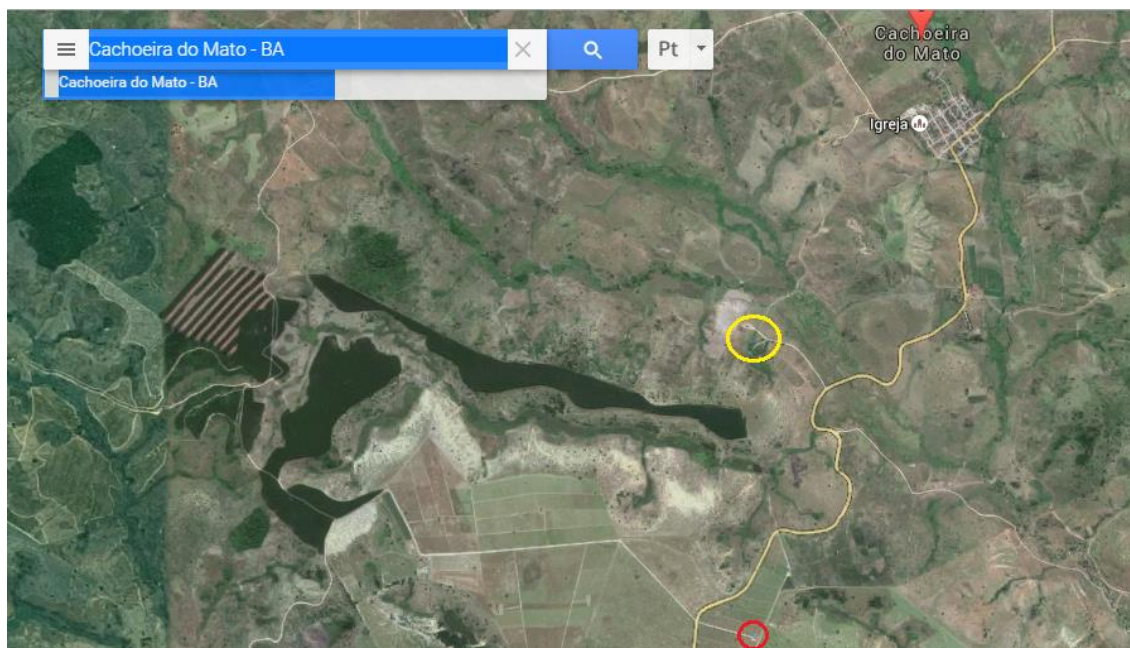 Cachoeira do Mato - BA
Pt
Cachoeira do Mato - BA
Cachoeira
do Mato
Igreja